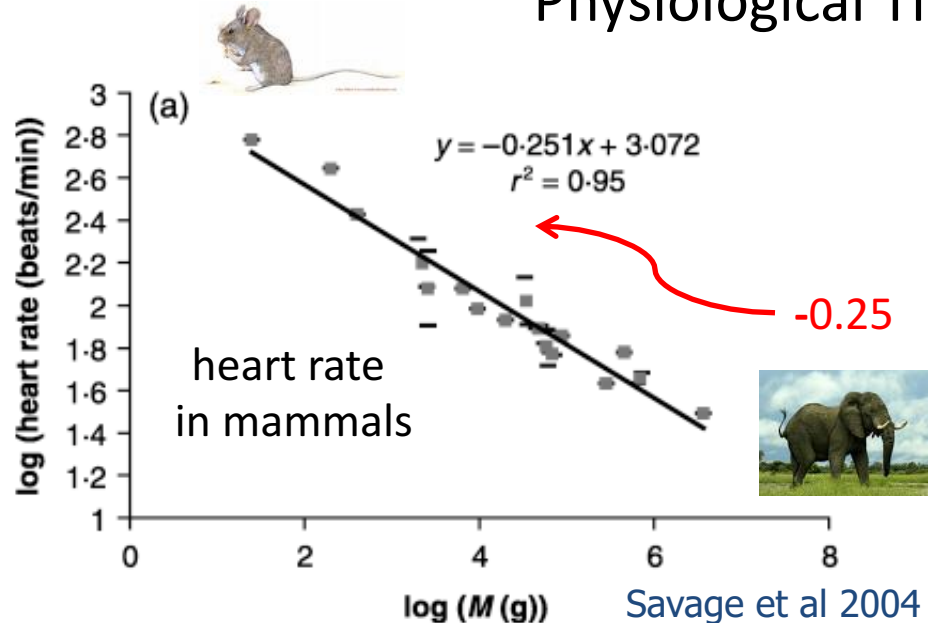 (a)
y = −0·251x + 3·072
r² = 0·95
-0.25
heart rate
in mammals
log (heart rate (beats/min))
3
2·8
2·6
2·4
2·2
2
1·8
1·6
1·4
1·2
1
0
2
4
6
8
log (M (g))
Savage et al 2004